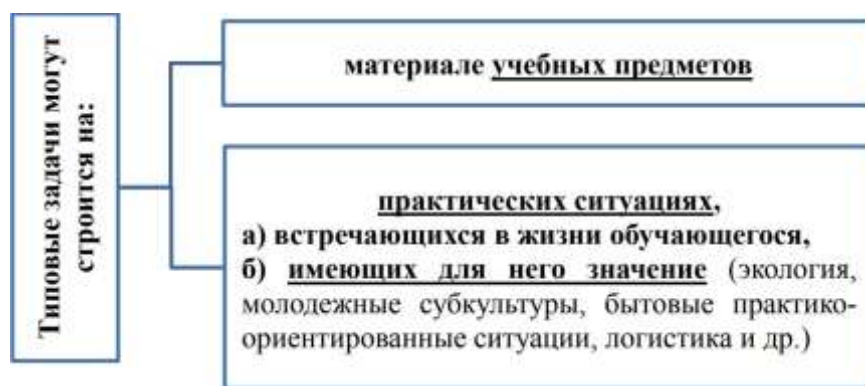 Типовые задачи могут
строится на:
материале учебных предметов
практических ситуациях,
а) встречающихся в жизни обучающегося,
б) имеющих для него значение (экология,
молодежные субкультуры, бытовые практико-
ориентированные ситуации, логистика и др.)